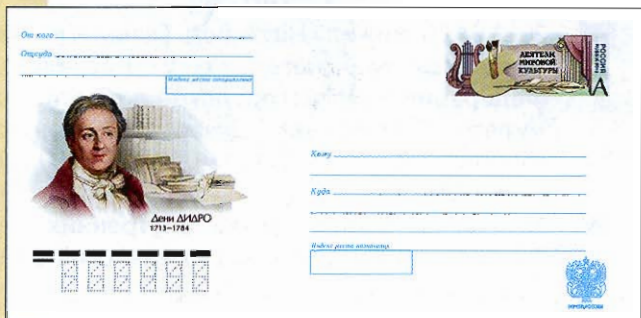 От кого
Откуда
Индекс места отправления
ДЕЯТЕЛИ
МИРОВОЙ
КУЛЬТУРЫ
РОССИЯ
А
Дени ДИДРО
1713–1784
Кому
Куда
Индекс места назначения